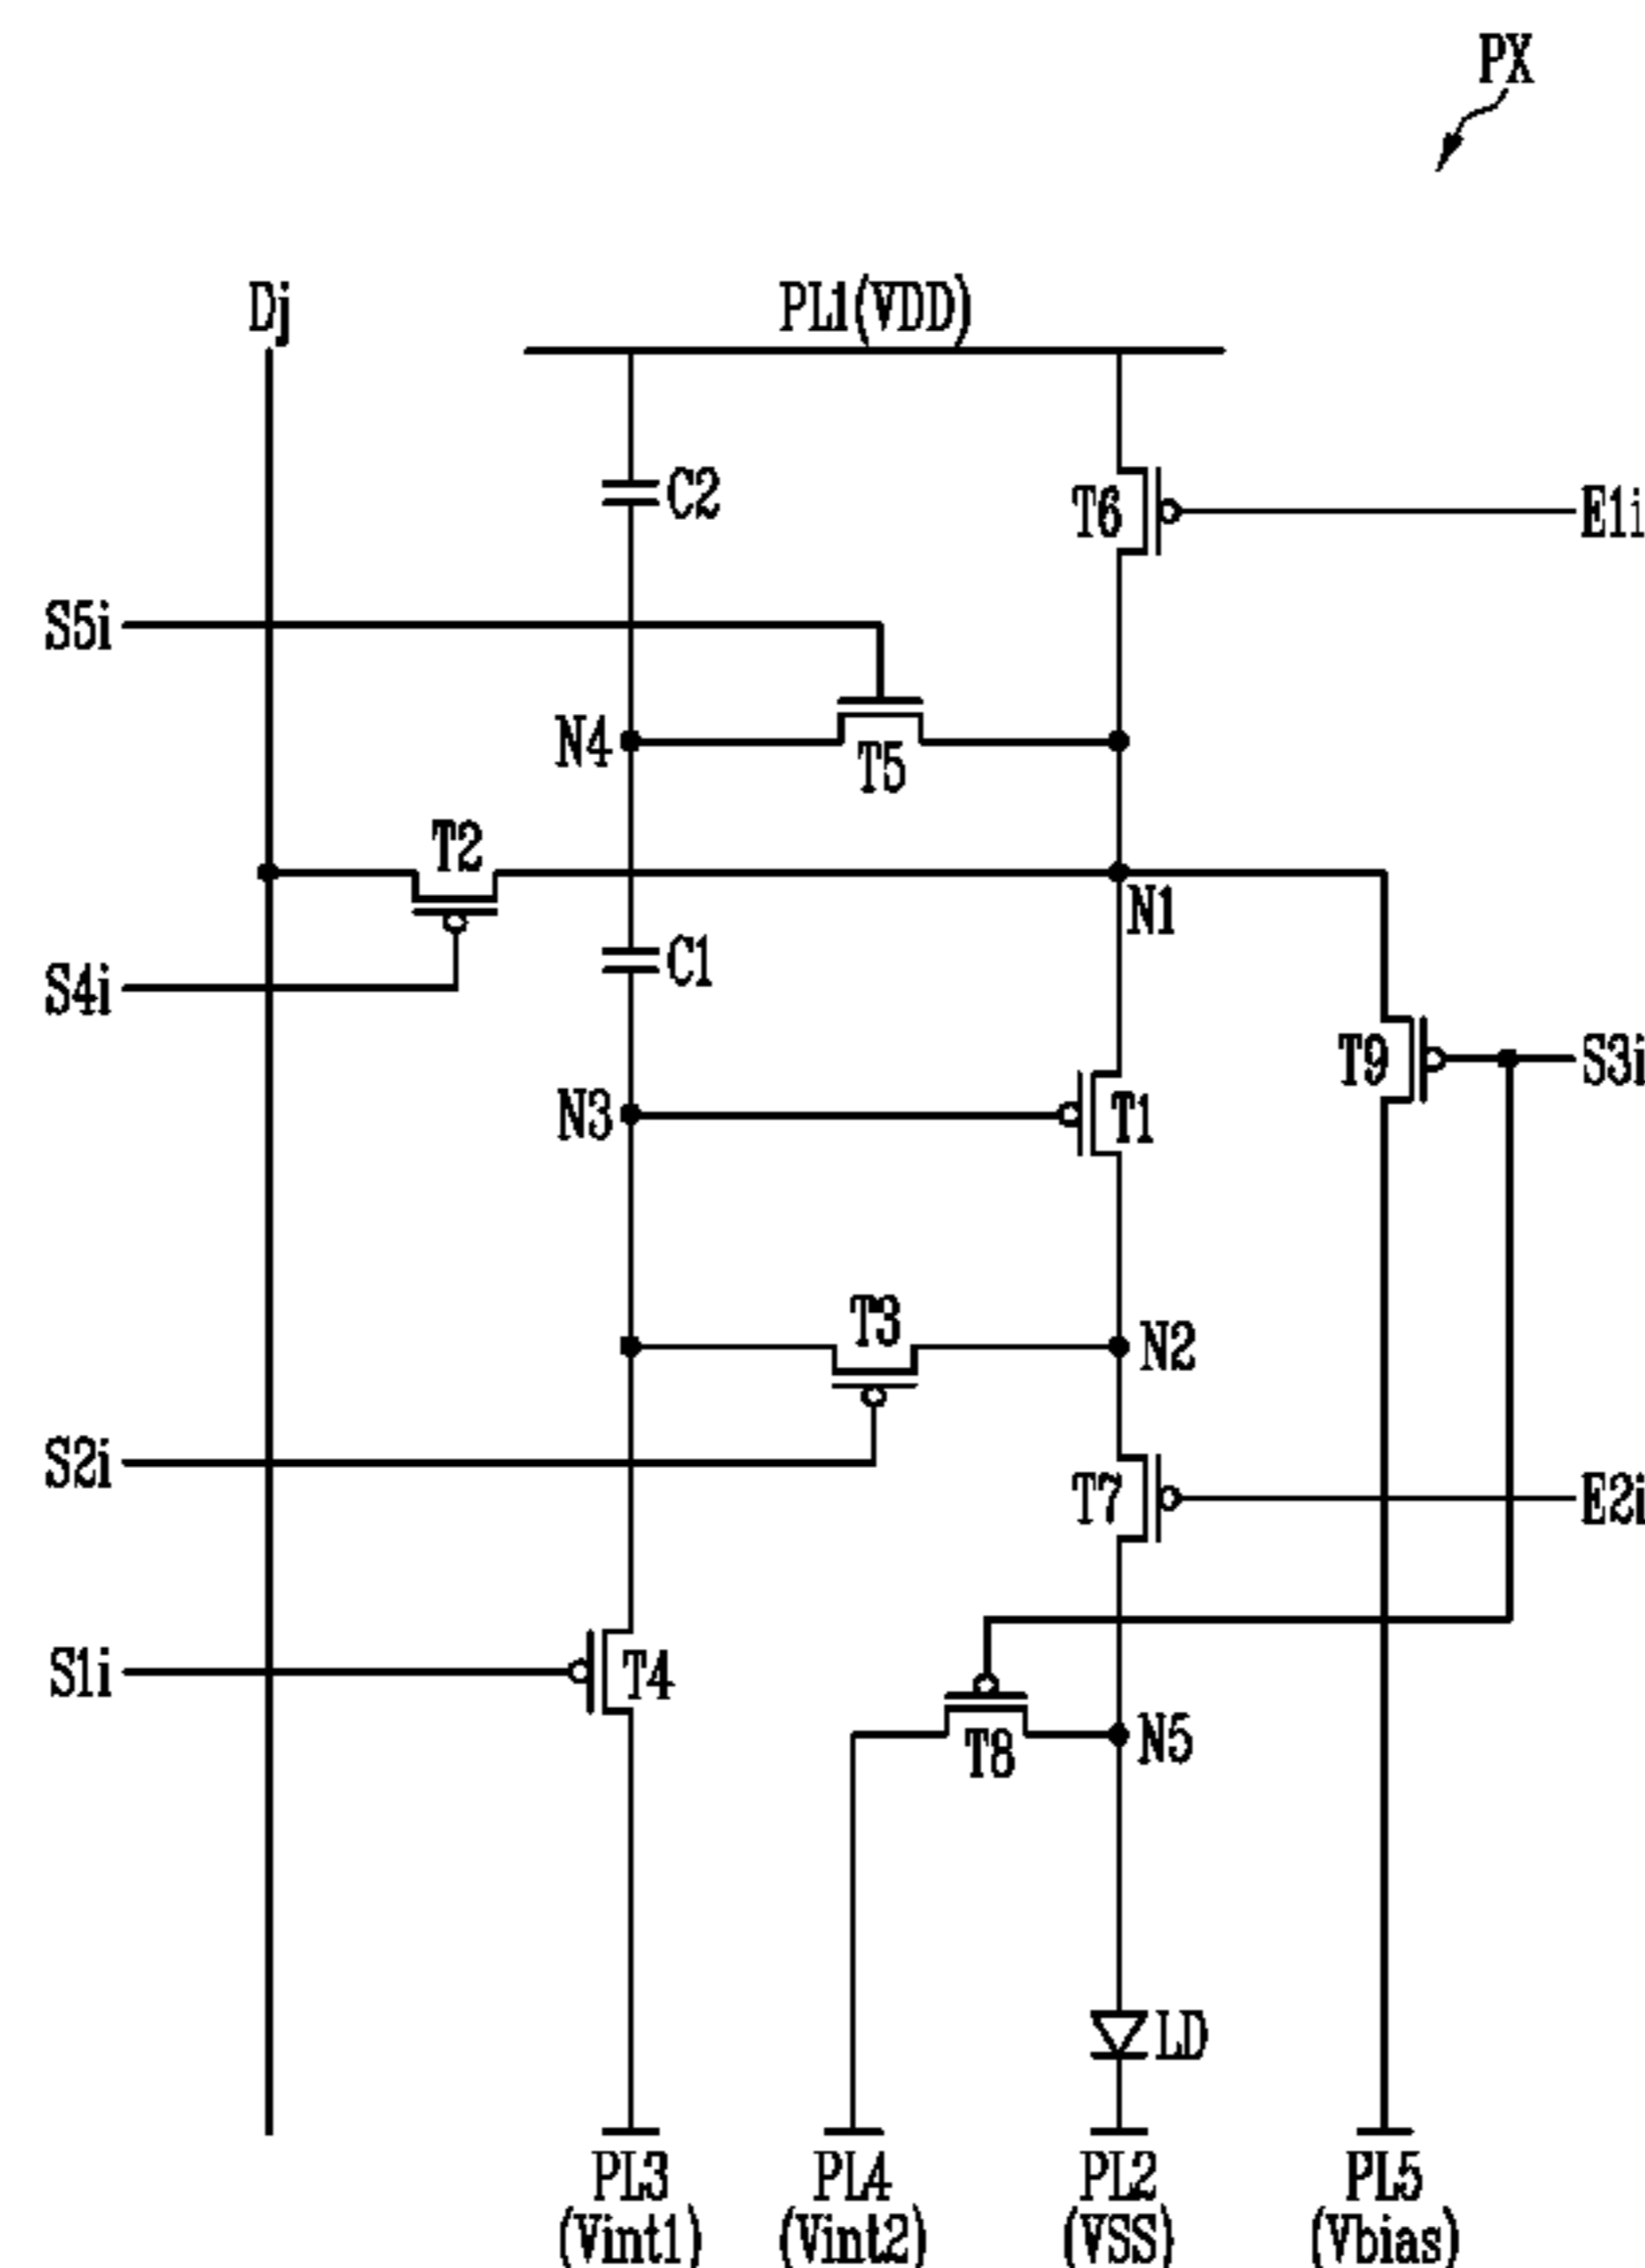 PX
Dj
PL1(VDD)
C2
T6
E1i
S5i
N4
T5
T2
N1
S4i
C1
T9
S3i
N3
T1
T3
N2
S2i
T7
E2i
S1i
T4
T8
N5
LD
PL3
(Vint1)
PL4
(Vint2)
PL2
(VSS)
PL5
(Vbias)